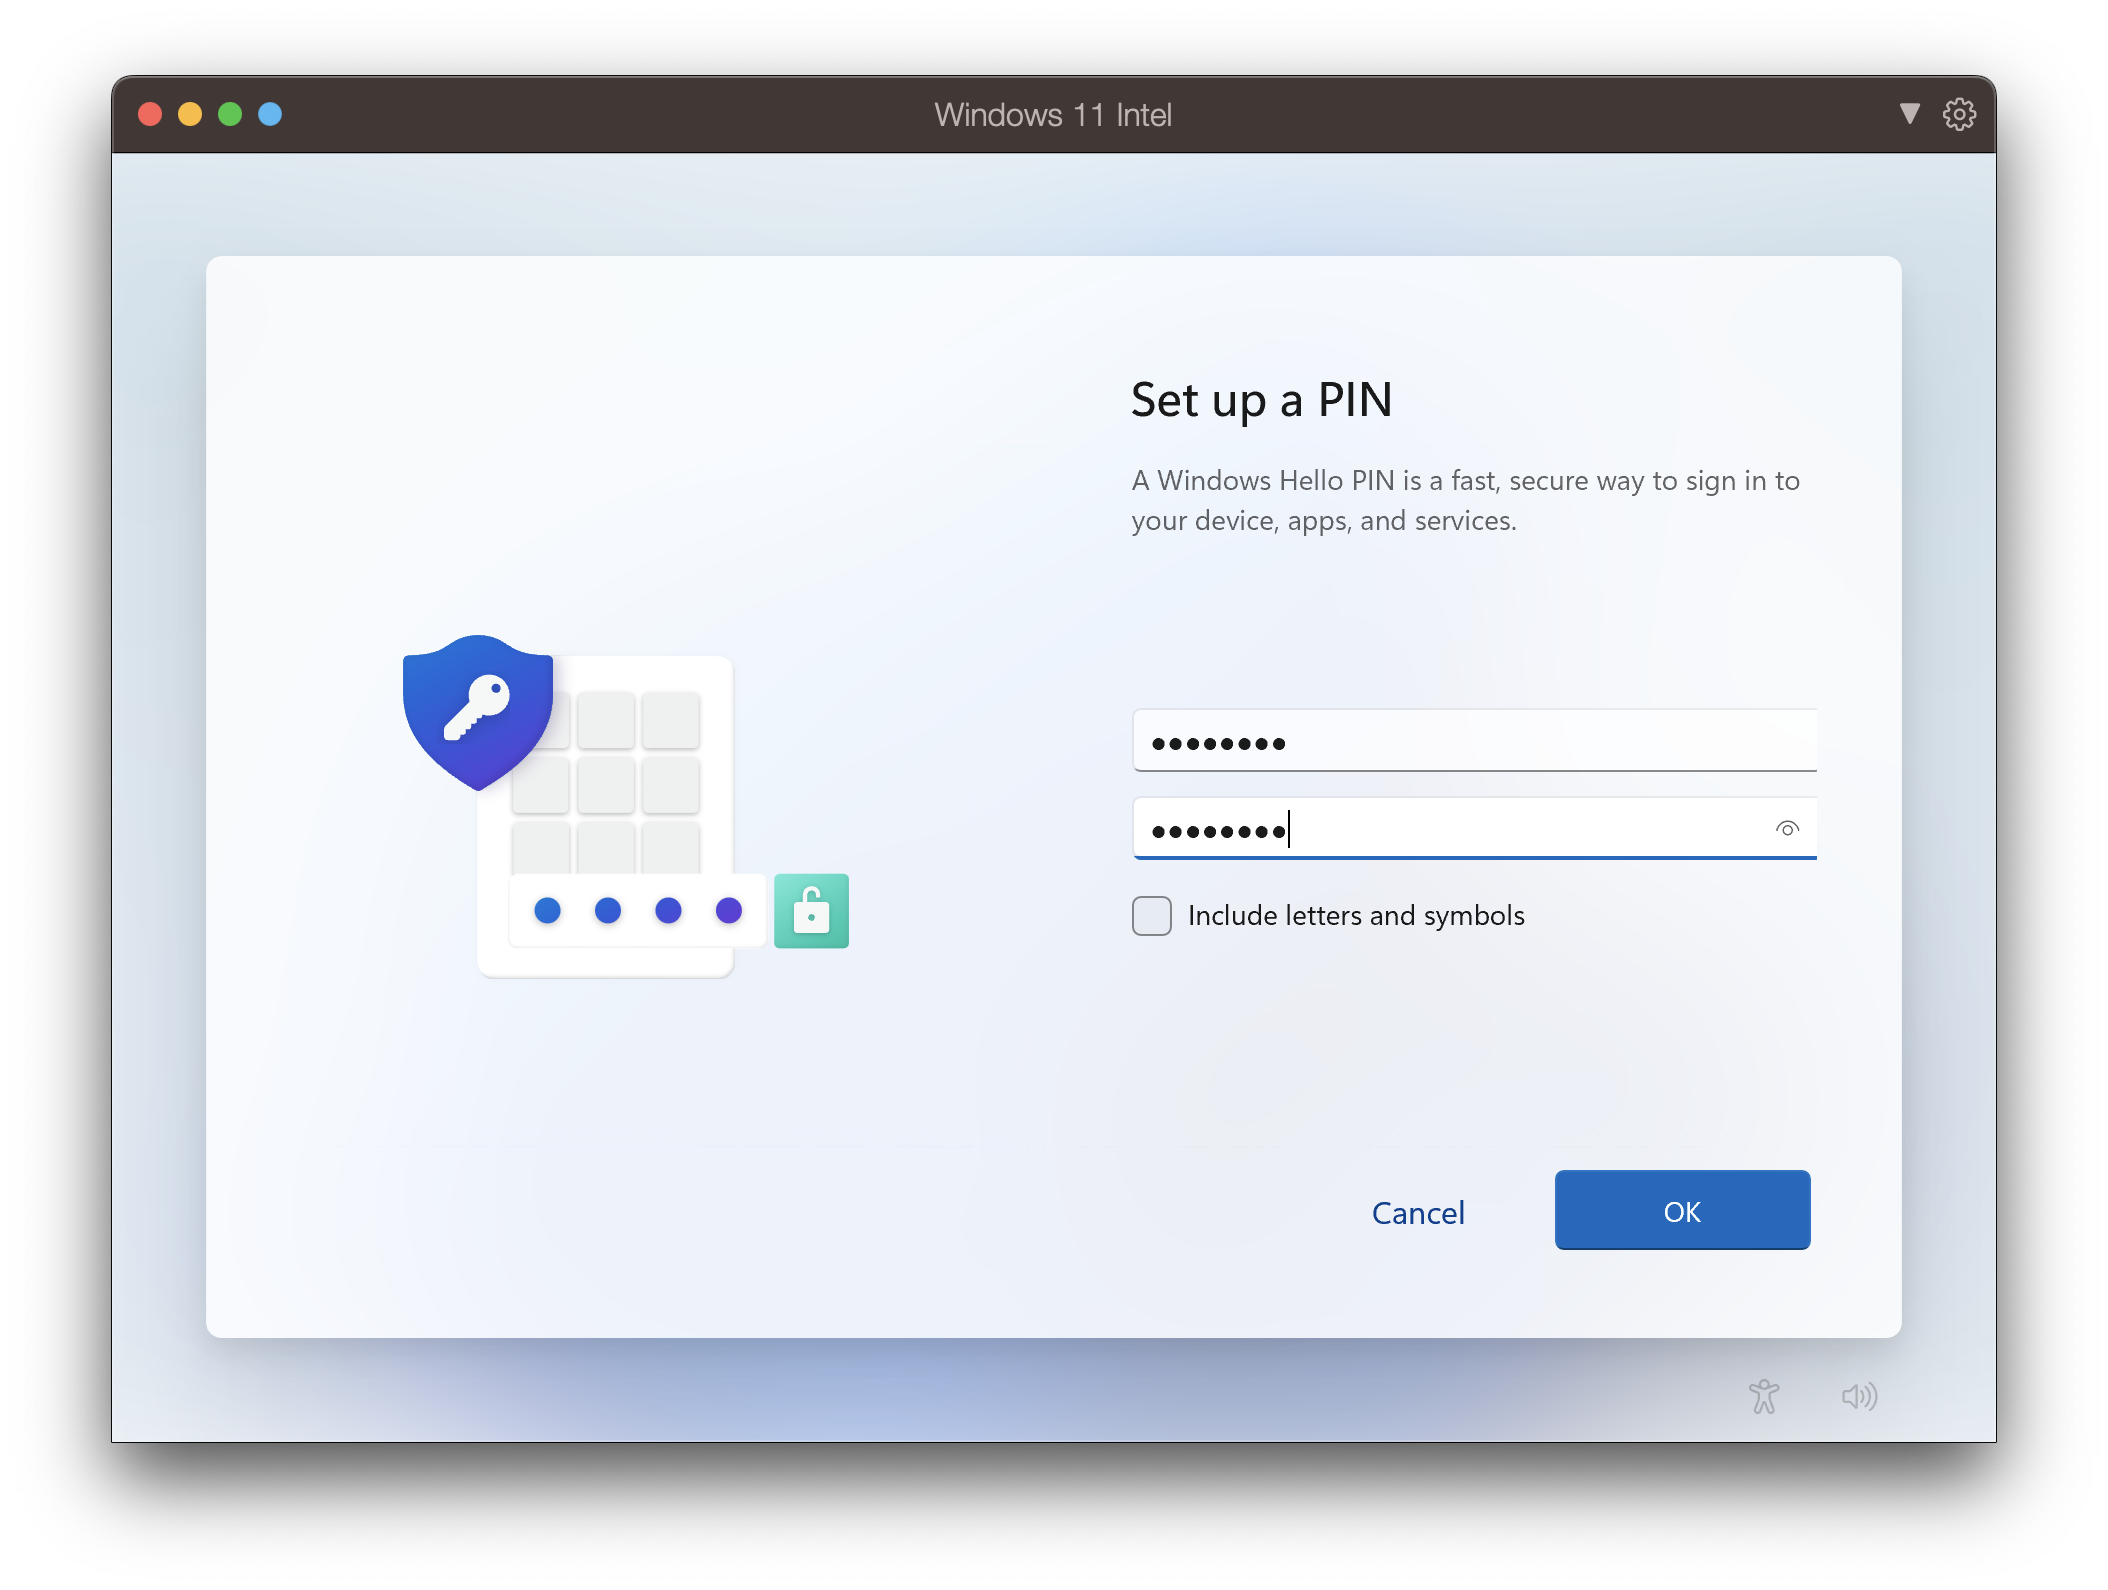 Windows 11 Intel
Set up a PIN
A Windows Hello PIN is a fast, secure way to sign in to
your device, apps, and services.
●●●●●●●●
●●●●●●●●
Include letters and symbols
Cancel
OK